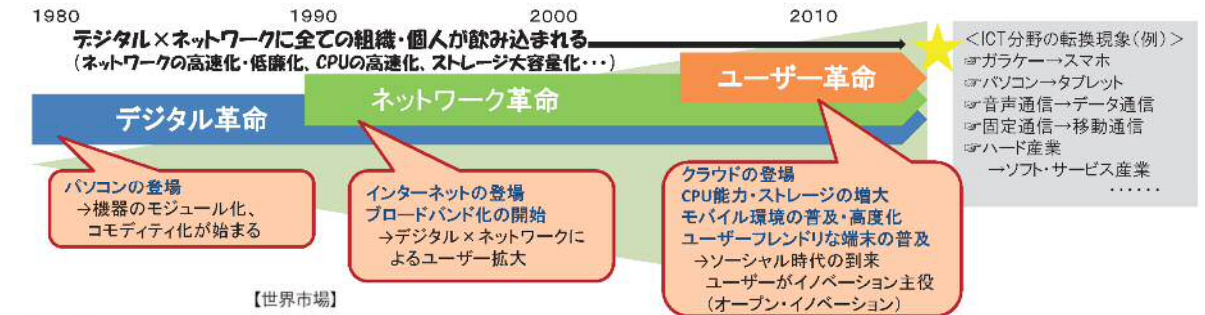 1980 1990 2000 2010
デジタル×ネットワークに全ての組織・個人が飲み込まれる
(ネットワークの高速化・低廉化、CPUの高速化、ストレージ大容量化・・・)
ユーザー革命
ネットワーク革命
デジタル革命
<ICT分野の転換現象(例)>
☞ガラケー→スマホ
☞パソコン→タブレット
☞音声通信→データ通信
☞固定通信→移動通信
☞ハード産業
→ソフト・サービス産業
・・・・・・
パソコンの登場
→機器のモジュール化、
コモディティ化が始まる
インターネットの登場
ブロードバンド化の開始
→デジタル×ネットワークに
よるユーザー拡大
クラウドの登場
CPU能力・ストレージの増大
モバイル環境の普及・高度化
ユーザーフレンドリな端末の普及
→ソーシャル時代の到来
ユーザーがイノベーション主役
(オープン・イノベーション)
【世界市場】